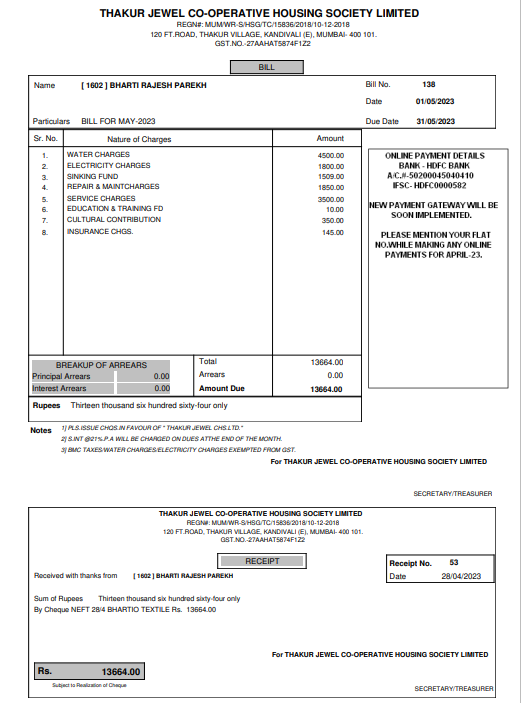 THAKUR JEWEL CO-OPERATIVE HOUSING SOCIETY LIMITED
REGN#: MUM/WR-S/HSG/TC/15836/2018/10-12-2018
120 FT.ROAD, THAKUR VILLAGE, KANDIVALI (E), MUMBAI- 400 101.
GST.NO.-27AAHAT5874F1Z2
BILL
Name [ 1602 ] BHARTI RAJESH PAREKH Bill No. 138
Date 01/05/2023
Particulars BILL FOR MAY-2023 Due Date 31/05/2023
Sr. No. Nature of Charges Amount
1. WATER CHARGES 4500.00
2. ELECTRICITY CHARGES 1800.00
3. SINKING FUND 1509.00
4. REPAIR & MAINTCHARGES 1850.00
5. SERVICE CHARGES 3500.00
6. EDUCATION & TRAINING FD 10.00
7. CULTURAL CONTRIBUTION 350.00
8. INSURANCE CHGS. 145.00
ONLINE PAYMENT DETAILS
BANK - HDFC BANK
A/C.#-50200045040410
IFSC- HDFC0000582
NEW PAYMENT GATEWAY WILL BE
SOON IMPLEMENTED.
PLEASE MENTION YOUR FLAT
NO.WHILE MAKING ANY ONLINE
PAYMENTS FOR APRIL-23.
BREAKUP OF ARREARS
Principal Arrears 0.00
Interest Arrears 0.00
Total 13664.00
Arrears 0.00
Amount Due 13664.00
Rupees Thirteen thousand six hundred sixty-four only
Notes 1] PLS.ISSUE CHQS.IN FAVOUR OF " THAKUR JEWEL CHS.LTD."
2] S.INT @21%.P.A WILL BE CHARGED ON DUES ATTHE END OF THE MONTH.
3] BMC TAXES/WATER CHARGES/ELECTRICITY CHARGES EXEMPTED FROM GST.
For THAKUR JEWEL CO-OPERATIVE HOUSING SOCIETY LIMITED
SECRETARY/TREASURER
THAKUR JEWEL CO-OPERATIVE HOUSING SOCIETY LIMITED
REGN#: MUM/WR-S/HSG/TC/15836/2018/10-12-2018
120 FT.ROAD, THAKUR VILLAGE, KANDIVALI (E), MUMBAI- 400 101.
GST.NO.-27AAHAT5874F1Z2
RECEIPT
Receipt No. 53
Date 28/04/2023
Received with thanks from [ 1602 ] BHARTI RAJESH PAREKH
Sum of Rupees Thirteen thousand six hundred sixty-four only
By Cheque NEFT 28/4 BHARTIO TEXTILE Rs. 13664.00
For THAKUR JEWEL CO-OPERATIVE HOUSING SOCIETY LIMITED
Rs. 13664.00
Subject to Realization of Cheque
SECRETARY/TREASURER